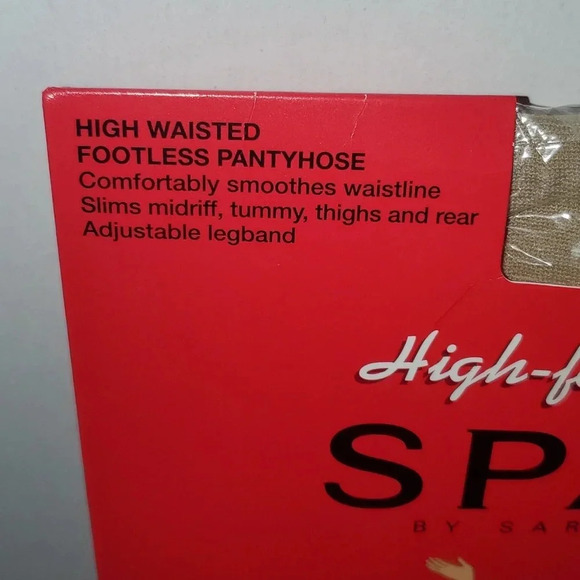 HIGH WAISTED
FOOTLESS PANTYHOSE
Comfortably smoothes waistline
Slims midriff, tummy, thighs and rear
Adjustable legband
High-f
SPA
BY SAR